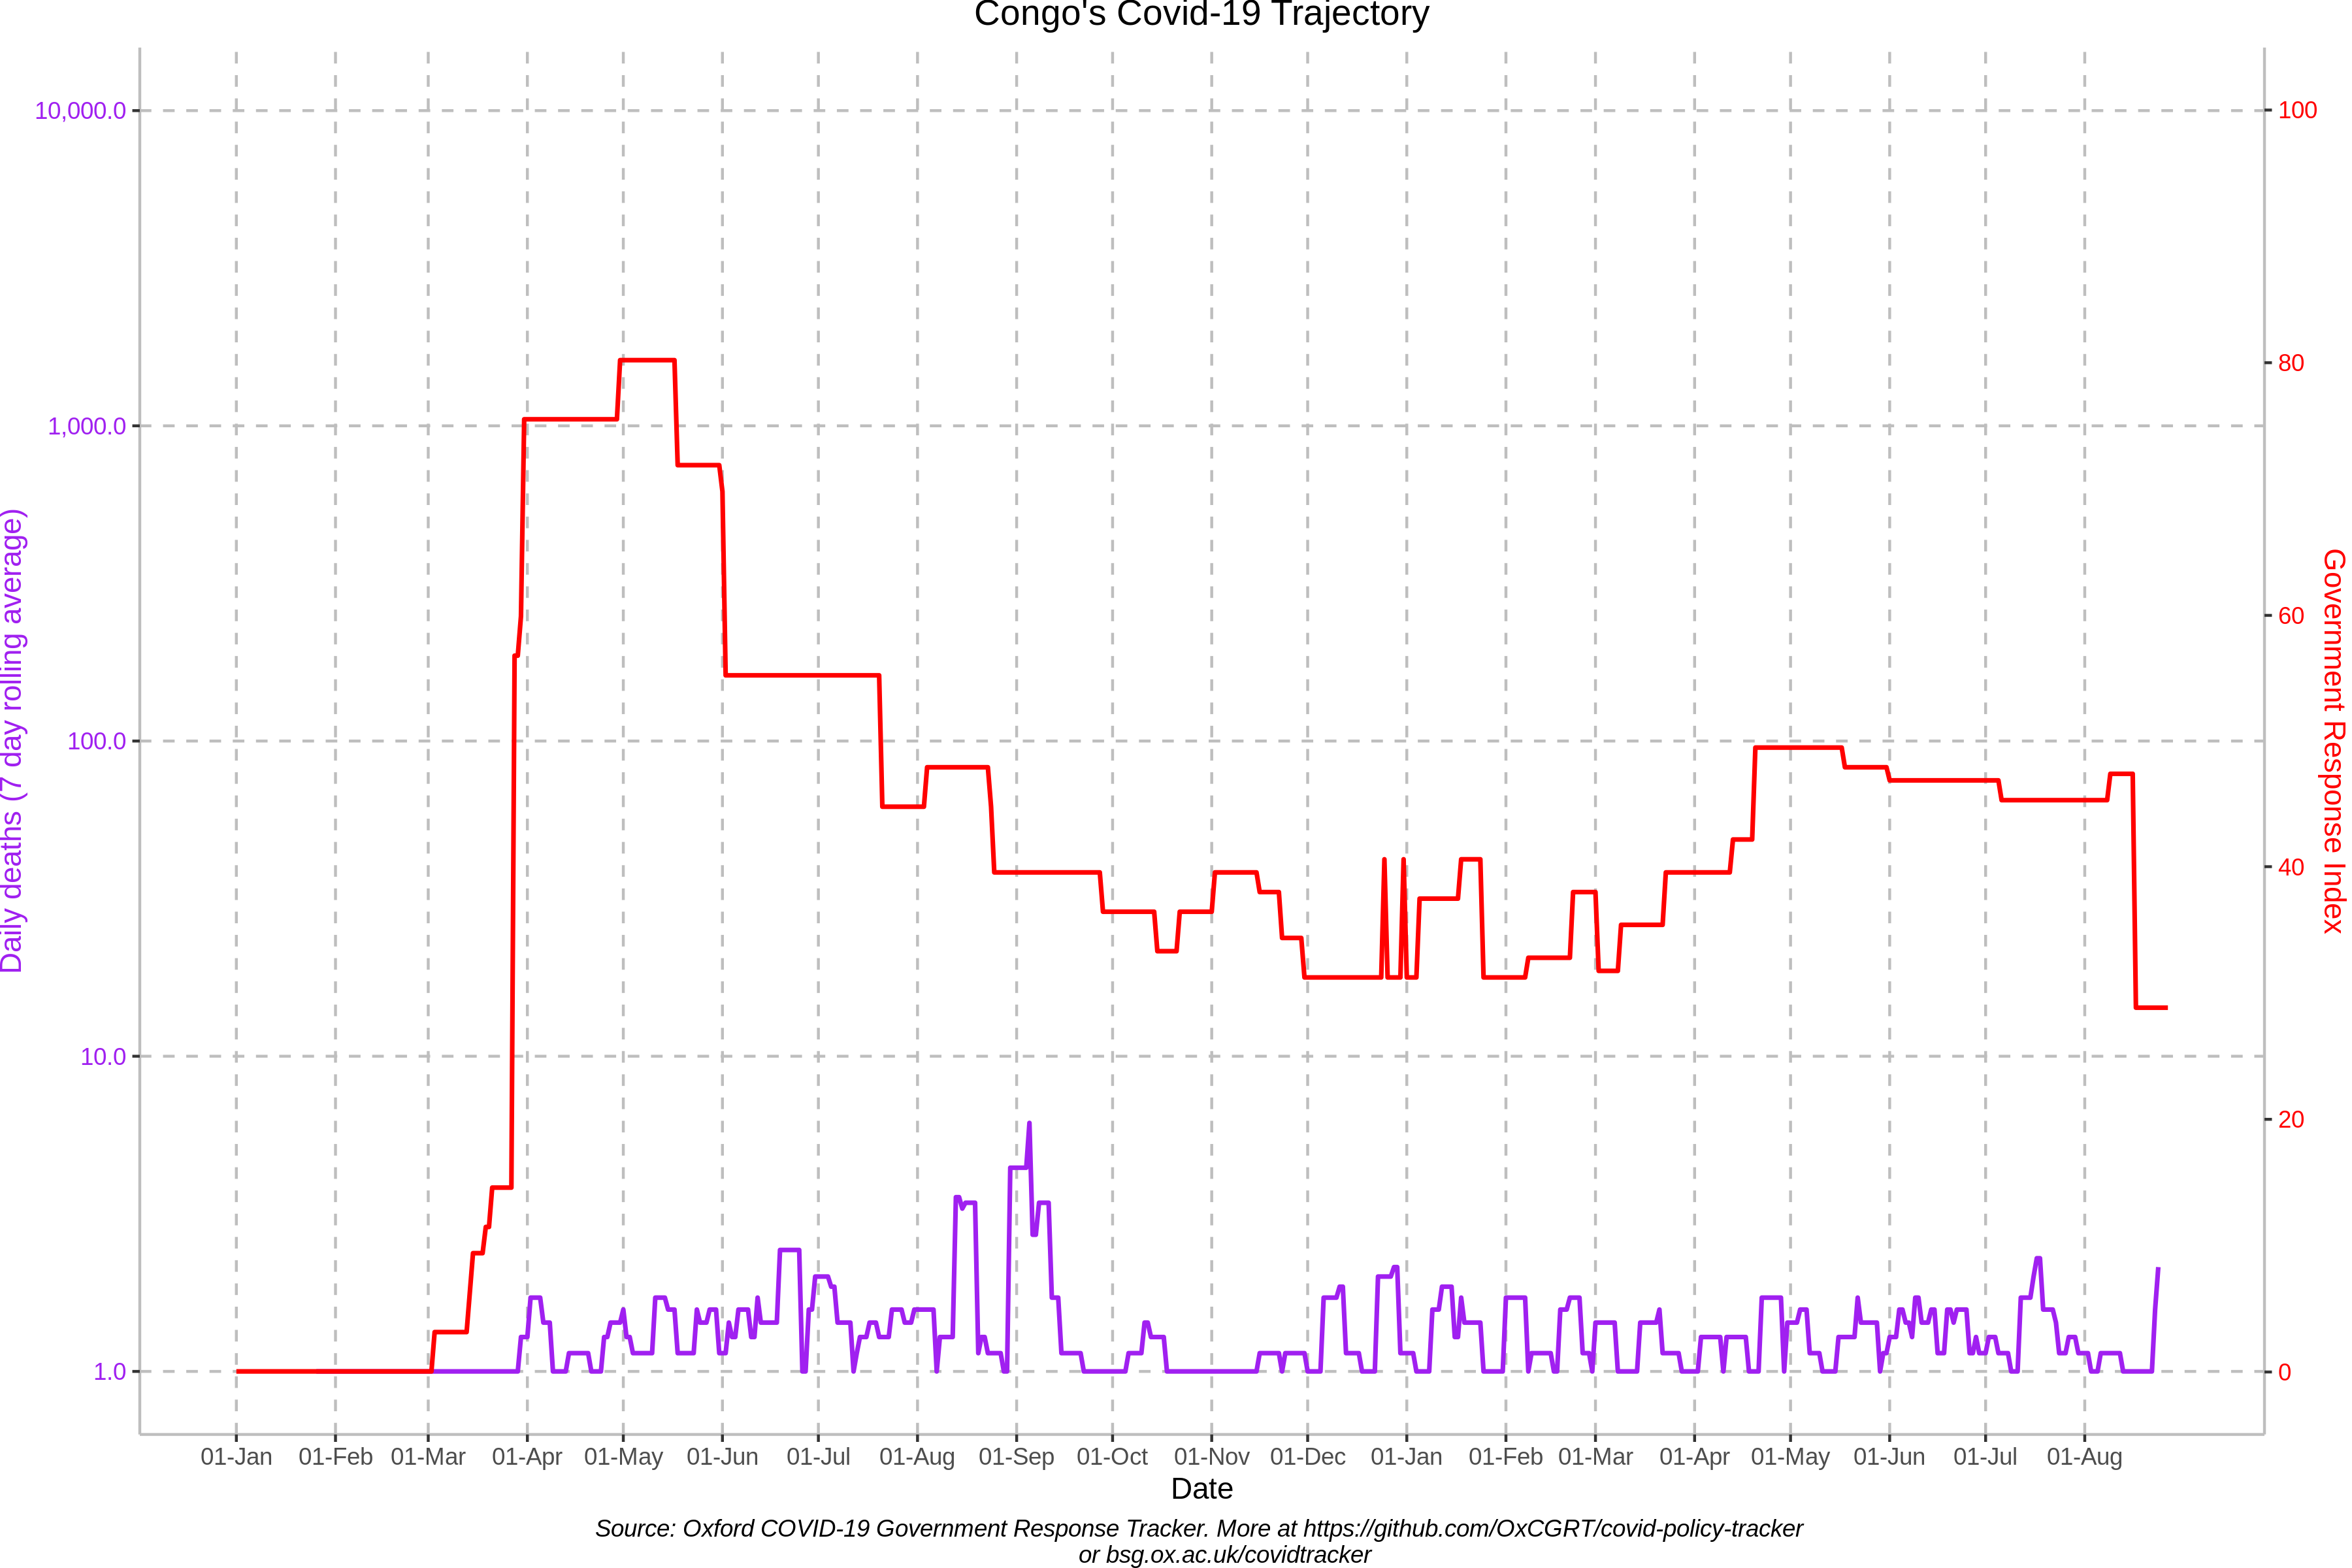 Congo's Covid-19 Trajectory
10,000.0
1,000.0
100.0
10.0
1.0
Daily deaths (7 day rolling average)
100
80
60
40
20
0
Government Response Index
01-Jan 01-Feb 01-Mar 01-Apr 01-May 01-Jun 01-Jul 01-Aug 01-Sep 01-Oct 01-Nov 01-Dec 01-Jan 01-Feb 01-Mar 01-Apr 01-May 01-Jun 01-Jul 01-Aug
Date
Source: Oxford COVID-19 Government Response Tracker. More at https://github.com/OxCGRT/covid-policy-tracker
or bsg.ox.ac.uk/covidtracker